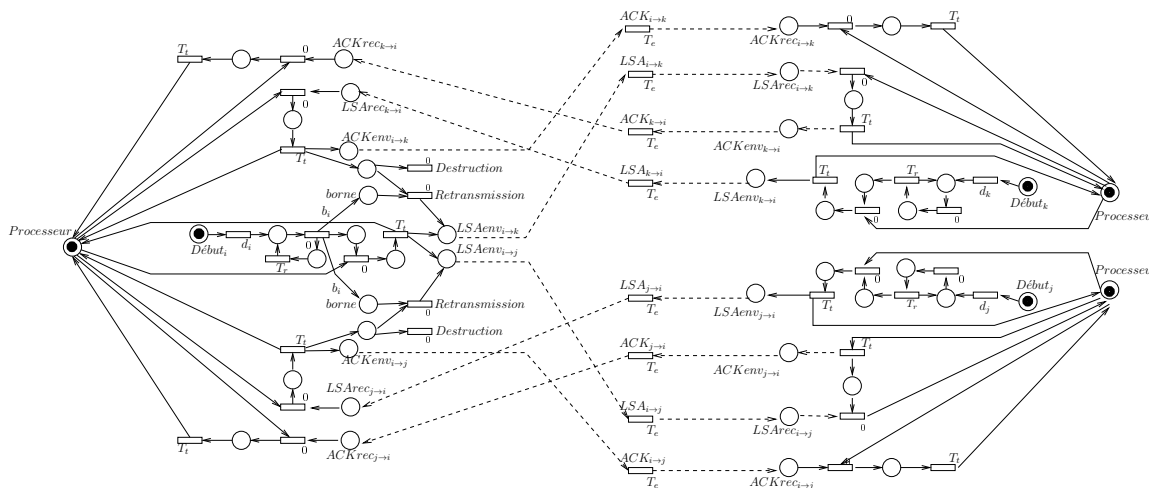 ACK_{i→k}
T_e
ACKrec_{i→k}
0
T_t
T_t
0
ACKrec_{k→i}
LSA_{i→k}
T_e
LSArec_{i→k}
0
0
LSArec_{k→i}
T_t
ACK_{k→i}
T_e
ACKenv_{k→i}
T_t
ACKenv_{i→k}
0
Destruction
LSA_{k→i}
T_e
LSAenv_{k→i}
T_t
T_r
d_k
Début_k
borne
0
Retransmission
b_i
0
0
Processeur
Processeur
Début_i
d_i
0
T_r
T_t
0
LSAenv_{i→k}
LSAenv_{i→j}
b_i
borne
0
Retransmission
Processeur
LSA_{j→i}
T_e
LSAenv_{j→i}
T_t
0
0
T_r
d_j
Début_j
T_t
0
Destruction
ACKenv_{j→i}
ACKenv_{i→j}
ACK_{j→i}
T_e
T_t
LSArec_{j→i}
0
LSA_{i→j}
T_e
LSArec_{i→j}
0
T_t
0
ACKrec_{j→i}
ACK_{i→j}
T_e
ACKrec_{i→j}
0
T_t